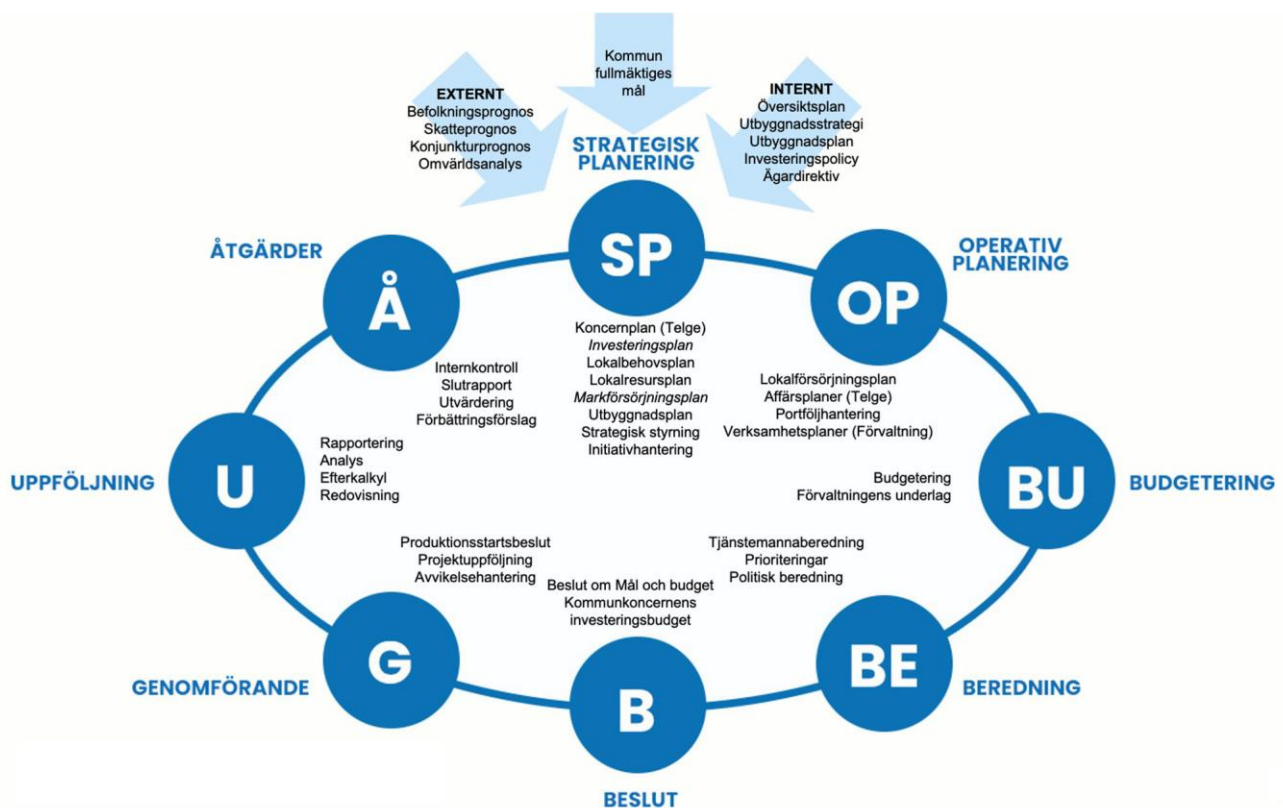 Kommun
fullmäktiges
mål
EXTERNT
Befolkningsprognos
Skatteprognos
Konjunkturprognos
Omvärldsanalys
INTERNT
Översiktsplan
Utbyggnadsstrategi
Utbyggnadsplan
Investeringspolicy
Ägardirektiv
STRATEGISK
PLANERING
SP
Koncernplan (Telge)
Investeringsplan
Lokalbehovsplan
Lokalresursplan
Markförsörjningsplan
Utbyggnadsplan
Strategisk styrning
Initiativhantering
OPERATIV
PLANERING
OP
Lokalförsörjningsplan
Affärsplaner (Telge)
Portföljhantering
Verksamhetsplaner (Förvaltning)
BUDGETERING
BU
Budgetering
Förvaltningens underlag
BEREDNING
BE
Tjänstemannaberedning
Prioriteringar
Politisk beredning
Beslut om Mål och budget
Kommunkoncernens
investeringsbudget
B
BESLUT
Produktionsstartsbeslut
Projektuppföljning
Avvikelsehantering
G
GENOMFÖRANDE
UPPFÖLJNING
U
Rapportering
Analys
Efterkalkyl
Redovisning
ÅTGÄRDER
Å
Internkontroll
Slutrapport
Utvärdering
Förbättringsförslag